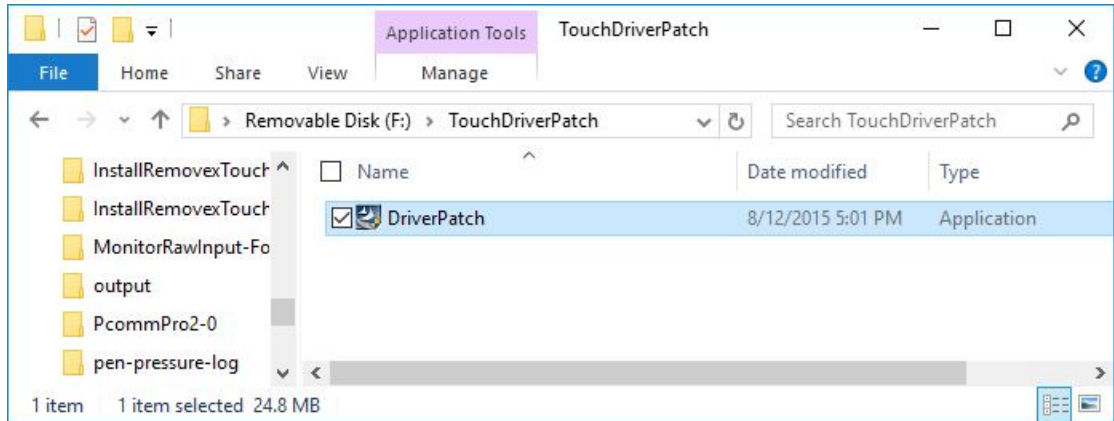 Application Tools TouchDriverPatch
File Home Share View Manage
Removable Disk (F:) TouchDriverPatch Search TouchDriverPatch
InstallRemovexTouch
InstallRemovexTouch
MonitorRawInput-Fo
output
PcommPro2-0
pen-pressure-log
Name Date modified Type
DriverPatch 8/12/2015 5:01 PM Application
1 item 1 item selected 24.8 MB